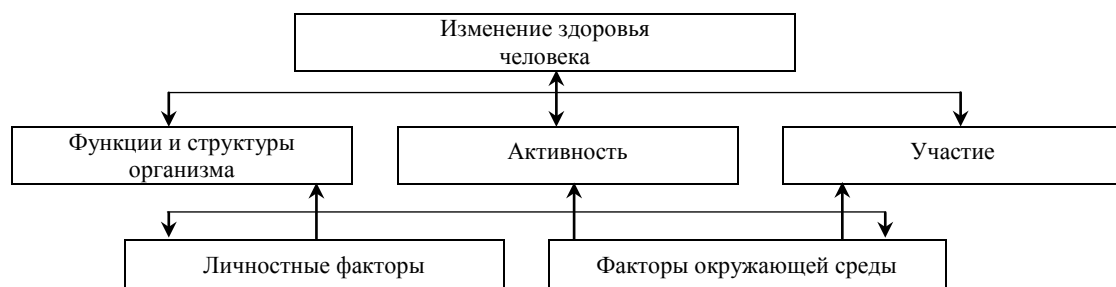 Изменение здоровья
человека
Функции и структуры
организма
Активность
Участие
Личностные факторы
Факторы окружающей среды